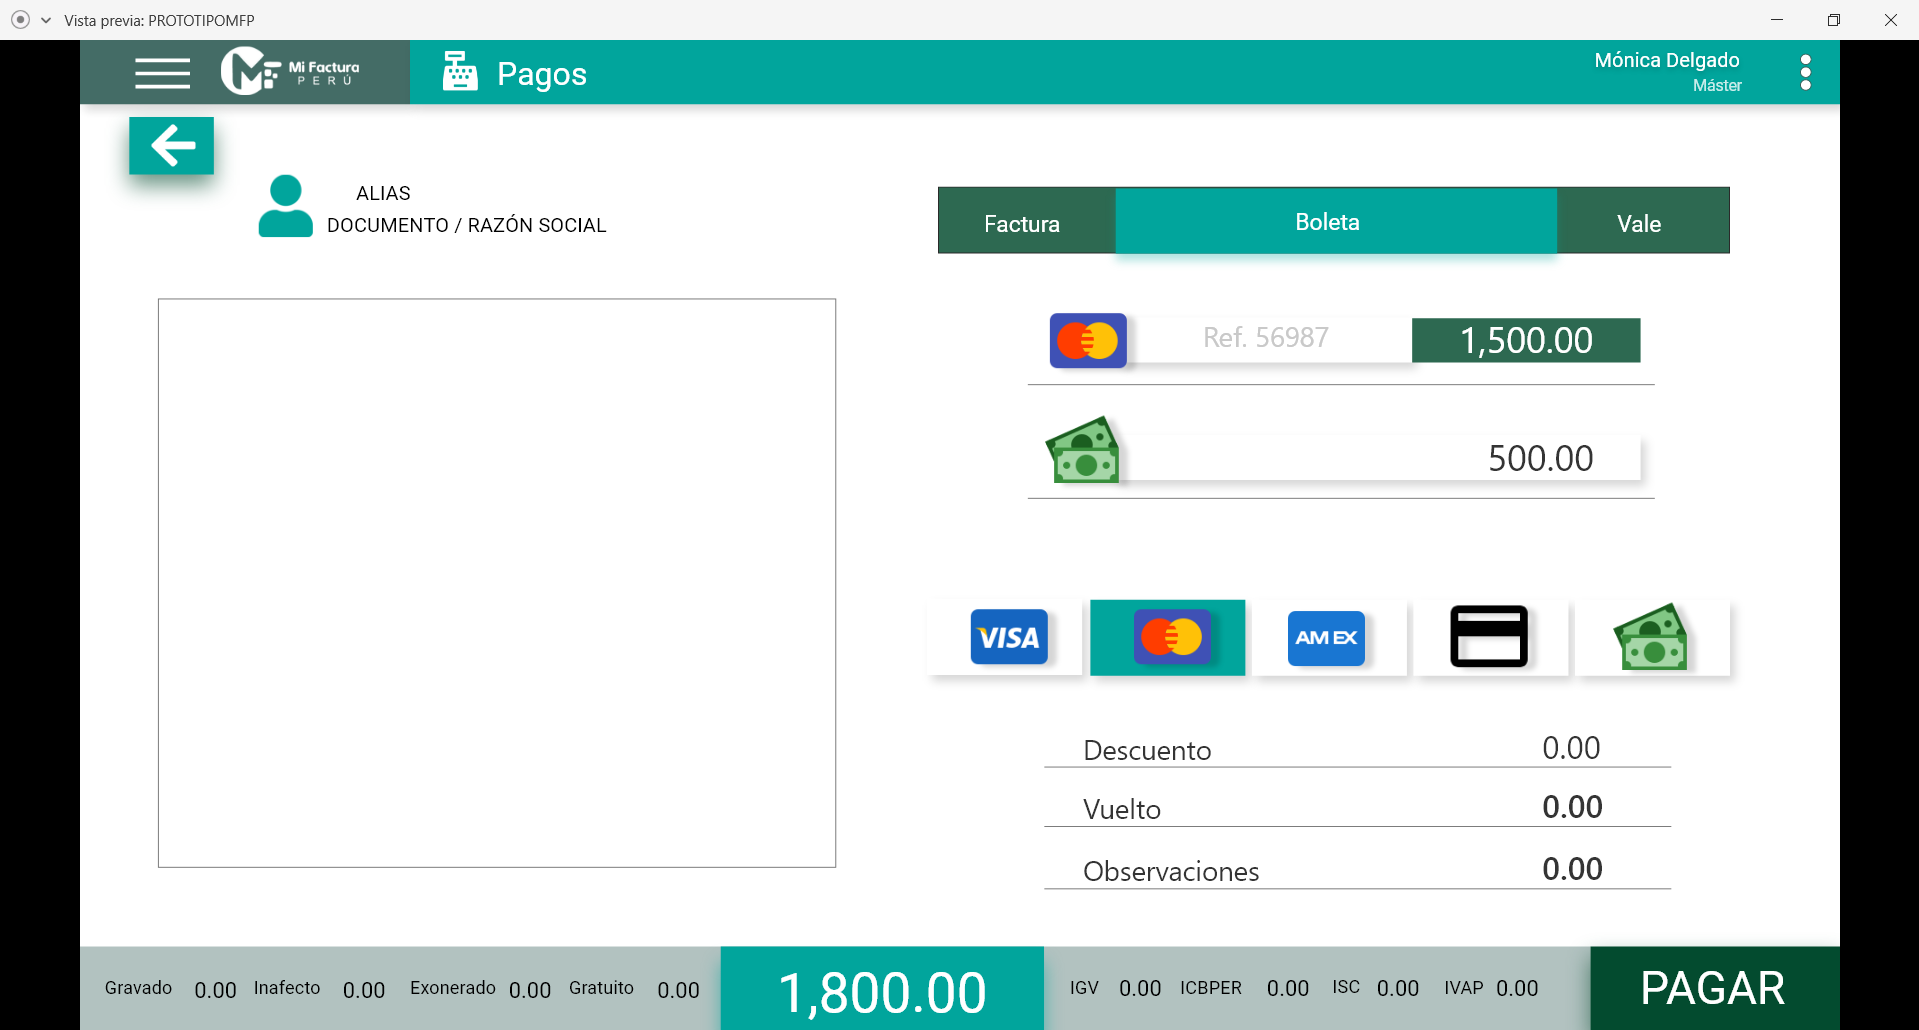 Vista previa: PROTOTIPOMFP
Mi Factura
PERÚ
Pagos
Mónica Delgado
Máster
ALIAS
DOCUMENTO / RAZÓN SOCIAL
Factura
Boleta
Vale
Ref. 56987
1,500.00
500.00
VISA
AM EX
Descuento 0.00
Vuelto 0.00
Observaciones 0.00
Gravado 0.00 Inafecto 0.00 Exonerado 0.00 Gratuito 0.00
1,800.00
IGV 0.00 ICBPER 0.00 ISC 0.00 IVAP 0.00
PAGAR